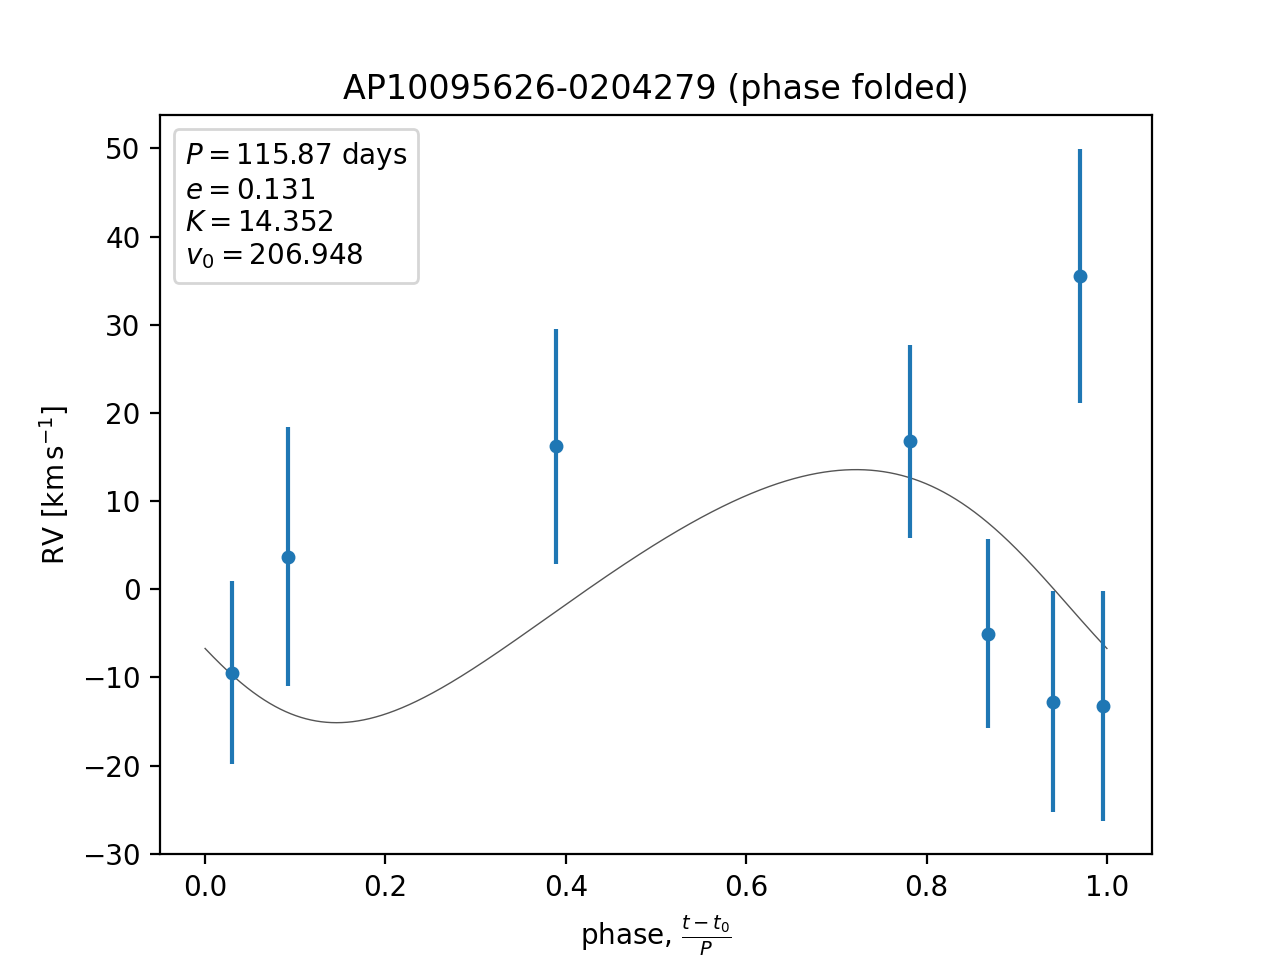 AP10095626-0204279 (phase folded)
P = 115.87 days
e = 0.131
K = 14.352
v₀ = 206.948
RV [km s⁻¹]
50
40
30
20
10
0
−10
−20
−30
0.0 0.2 0.4 0.6 0.8 1.0
phase, (t − t₀)/P